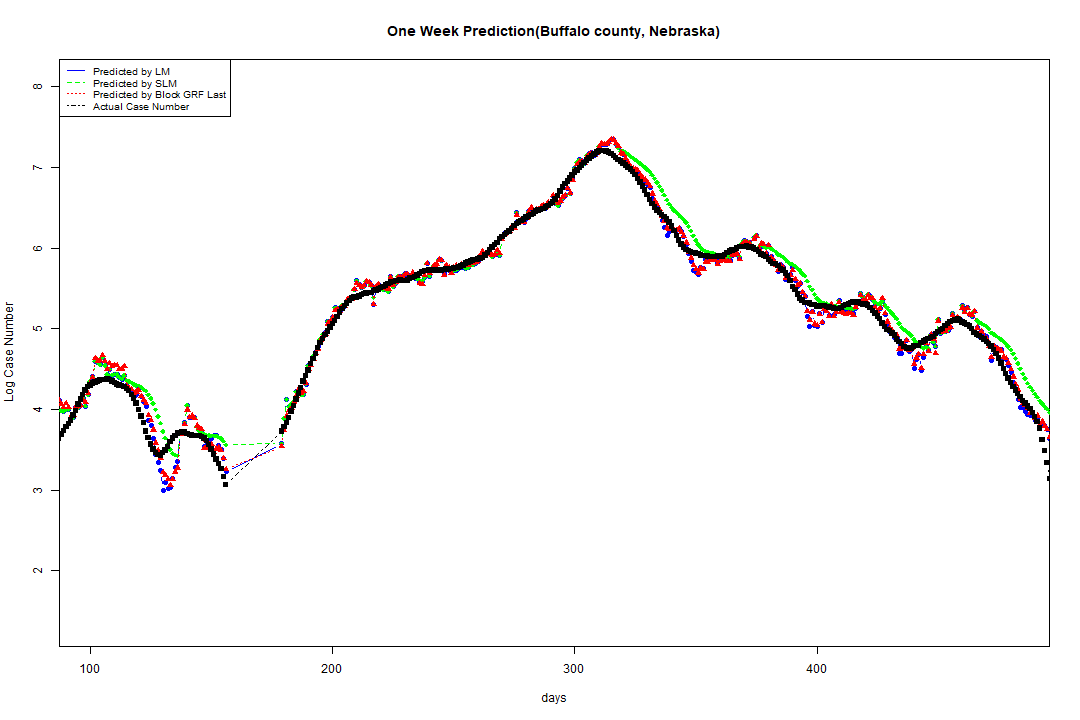 One Week Prediction(Buffalo county, Nebraska)
Predicted by LM
Predicted by SLM
Predicted by Block GRF Last
Actual Case Number
8
7
6
5
4
3
2
Log Case Number
100 200 300 400
days